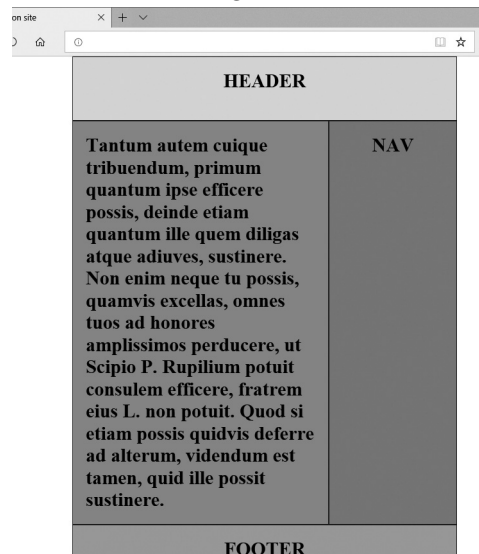 on site
HEADER
Tantum autem cuique
tribuendum, primum
quantum ipse efficere
possis, deinde etiam
quantum ille quem diligas
atque adiuves, sustinere.
Non enim neque tu possis,
quamvis excellas, omnes
tuos ad honores
amplissimos perducere, ut
Scipio P. Rupilium potuit
consulem efficere, fratrem
eius L. non potuit. Quod si
etiam possis quidvis deferre
ad alterum, videndum est
tamen, quid ille possit
sustinere.
NAV
FOOTER